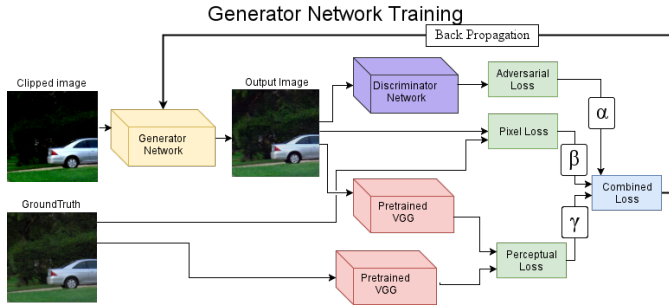 Generator Network Training
Back Propagation
Clipped image
Output Image
Discriminator
Network
Adversarial
Loss
α
Generator
Network
Pixel Loss
β
Combined
Loss
GroundTruth
Pretrained
VGG
γ
Perceptual
Loss
Pretrained
VGG